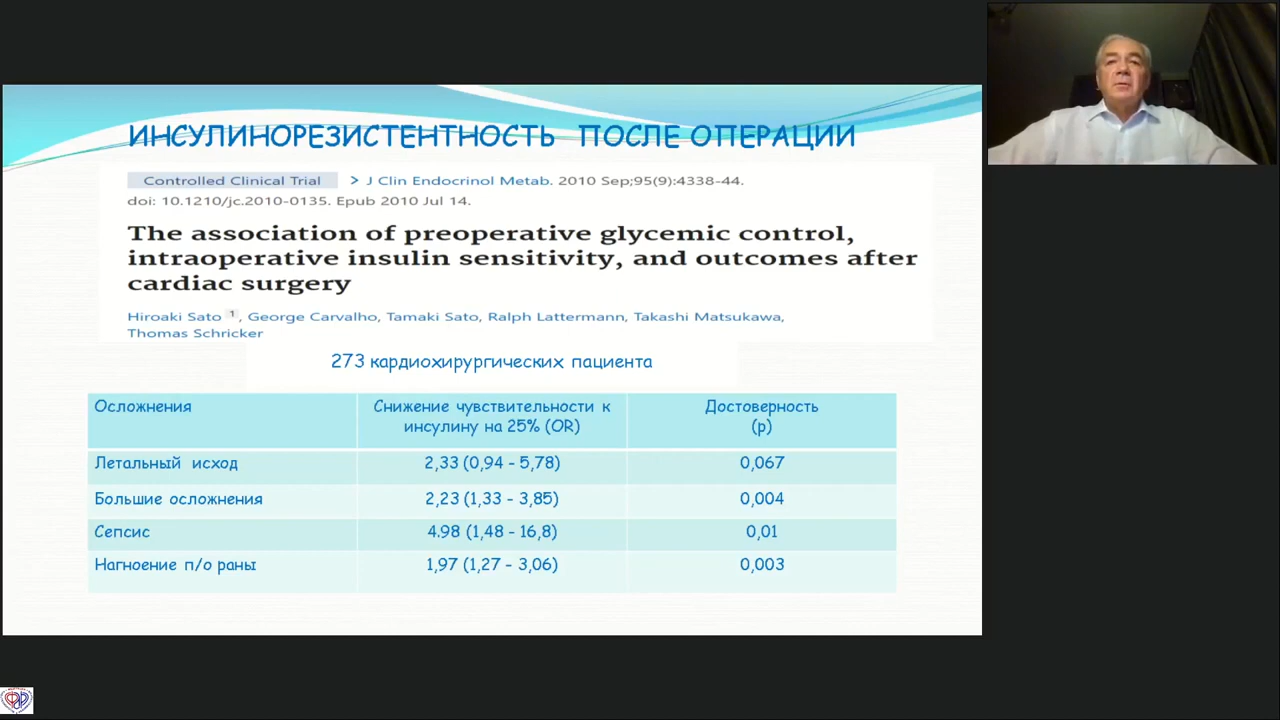 ИНСУЛИНОРЕЗИСТЕНТНОСТЬ ПОСЛЕ ОПЕРАЦИИ
Controlled Clinical Trial > J Clin Endocrinol Metab. 2010 Sep;95(9):4338-44.
doi: 10.1210/jc.2010-0135. Epub 2010 Jul 14.
The association of preoperative glycemic control,
intraoperative insulin sensitivity, and outcomes after
cardiac surgery
Hiroaki Sato 1, George Carvalho, Tamaki Sato, Ralph Lattermann, Takashi Matsukawa,
Thomas Schricker
273 кардиохирургических пациента
Осложнения Снижение чувствительности к Достоверность
инсулину на 25% (OR) (р)
Летальный исход 2,33 (0,94 - 5,78) 0,067
Большие осложнения 2,23 (1,33 - 3,85) 0,004
Сепсис 4.98 (1,48 - 16,8) 0,01
Нагноение п/о раны 1,97 (1,27 - 3,06) 0,003